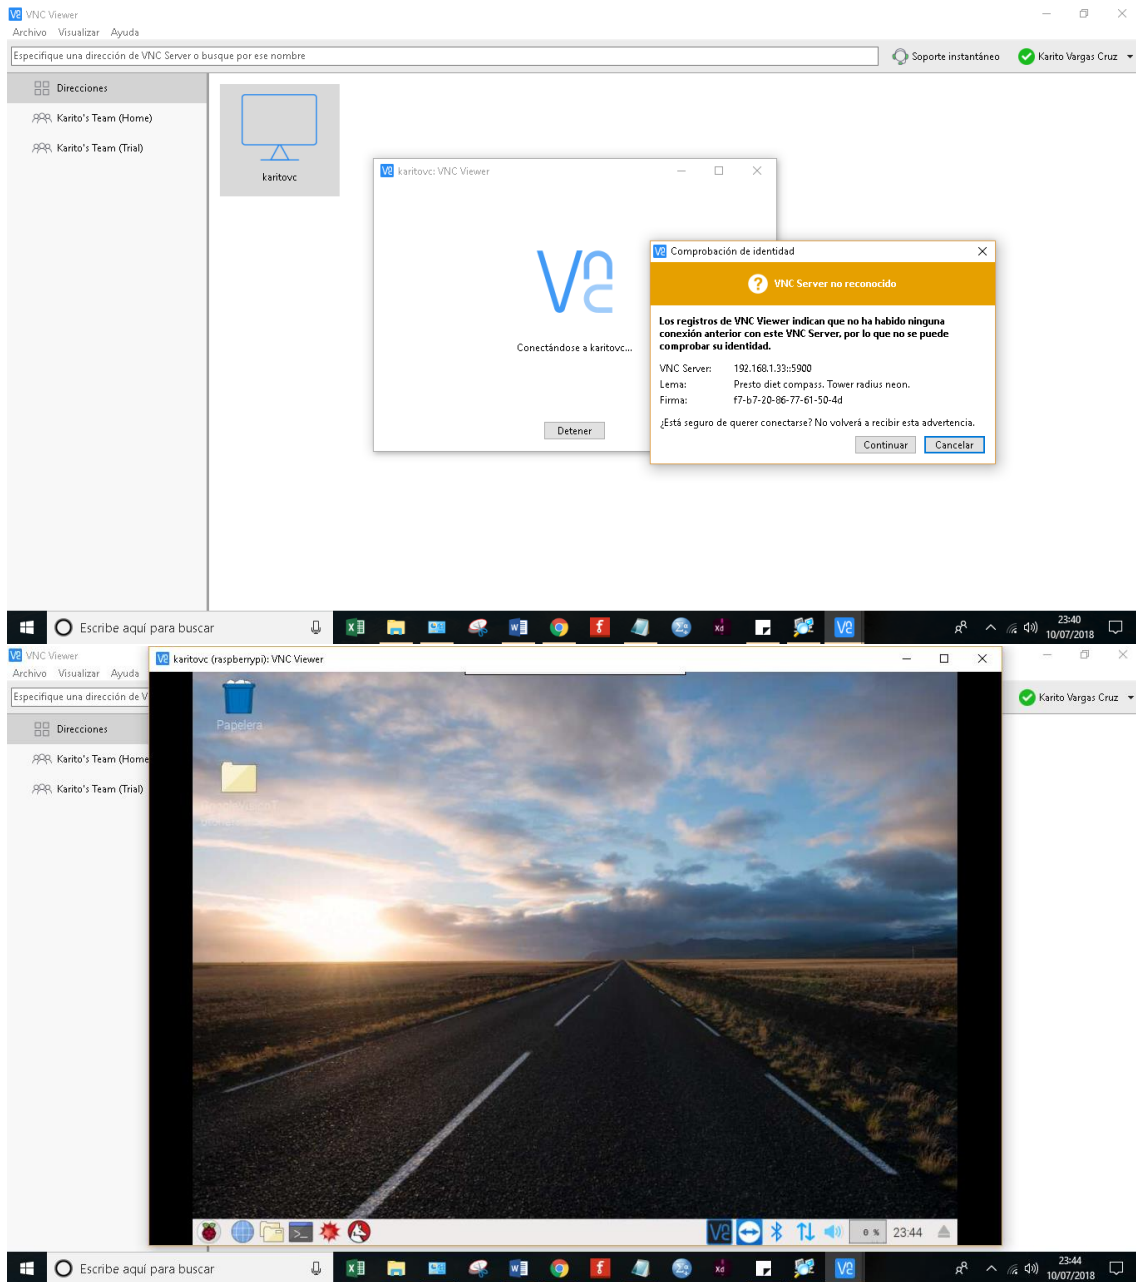 VNC Viewer
Archivo Visualizar Ayuda
Especifique una dirección de VNC Server o busque por ese nombre
Soporte instantáneo
Karito Vargas Cruz
Direcciones
Karito's Team (Home)
Karito's Team (Trial)
karitovc
karitovc: VNC Viewer
Conectándose a karitovc...
Detener
Comprobación de identidad
VNC Server no reconocido
Los registros de VNC Viewer indican que no ha habido ninguna
conexión anterior con este VNC Server, por lo que no se puede
comprobar su identidad.
VNC Server: 192.168.1.33::5900
Lema: Presto diet compass. Tower radius neon.
Firma: f7-b7-20-86-77-61-50-4d
¿Está seguro de querer conectarse? No volverá a recibir esta advertencia.
Continuar Cancelar
Escribe aquí para buscar
23:40
10/07/2018
VNC Viewer
Archivo Visualizar Ayuda
Especifique una dirección de V
Karito Vargas Cruz
Direcciones
Karito's Team (Home
Karito's Team (Trial)
karitovc (raspberrypi): VNC Viewer
Papelera
0 %
23:44
Escribe aquí para buscar
23:44
10/07/2018